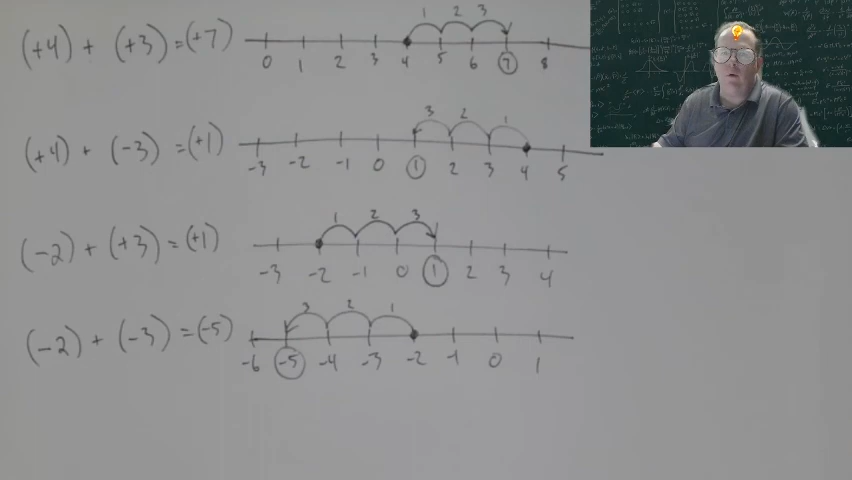 (+4) + (+3) = (+7)
1 2 3
0 1 2 3 4 5 6 7 8
(+4) + (-3) = (+1)
3 2 1
-3 -2 -1 0 1 2 3 4 5
(-2) + (+3) = (+1)
1 2 3
-3 -2 -1 0 1 2 3 4
(-2) + (-3) = (-5)
3 2 1
-6 -5 -4 -3 -2 -1 0 1